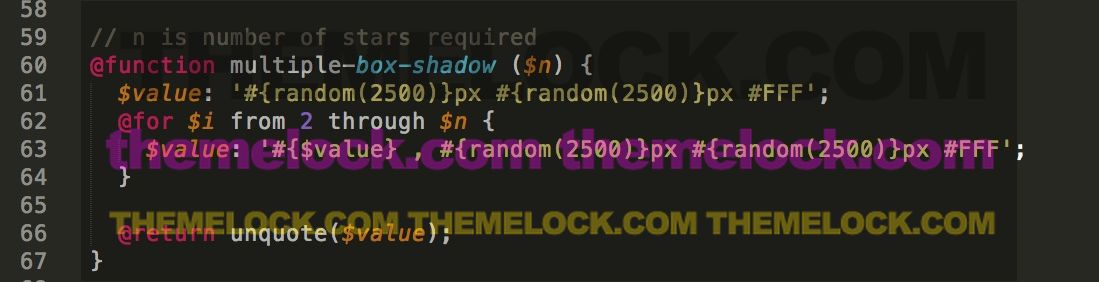 58
THEMELOCK.COM
59 // n is number of stars required
60 @function multiple-box-shadow ($n) {
61 $value: '#{random(2500)}px #{random(2500)}px #FFF';
62 @for $i from 2 through $n {
themelock.com themelock.com themelock.com
63 $value: '#{$value} , #{random(2500)}px #{random(2500)}px #FFF';
64 }
65
THEMELOCK.COM THEMELOCK.COM THEMELOCK.COM
66 @return unquote($value);
67 }